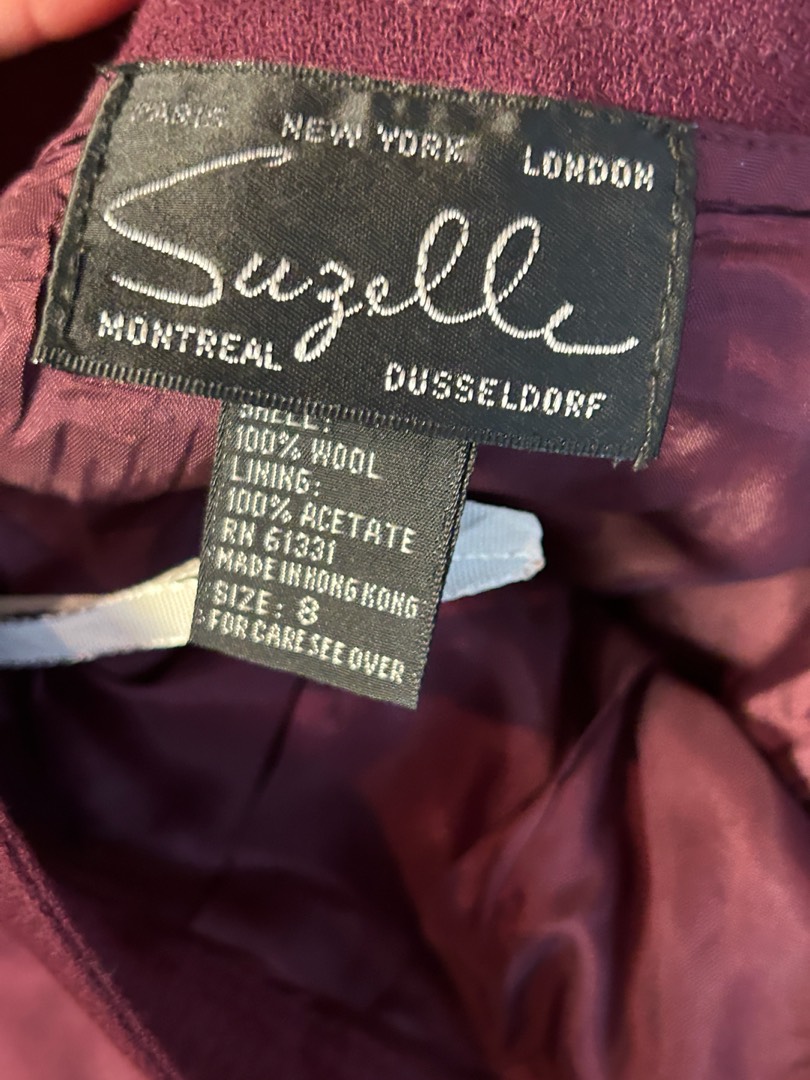 PARIS NEW YORK LONDON
Suzelle
MONTREAL DUSSELDORF
SHELL:
100% WOOL
LINING:
100% ACETATE
RN 61331
MADE IN HONG KONG
SIZE: 8
FOR CARE SEE OVER